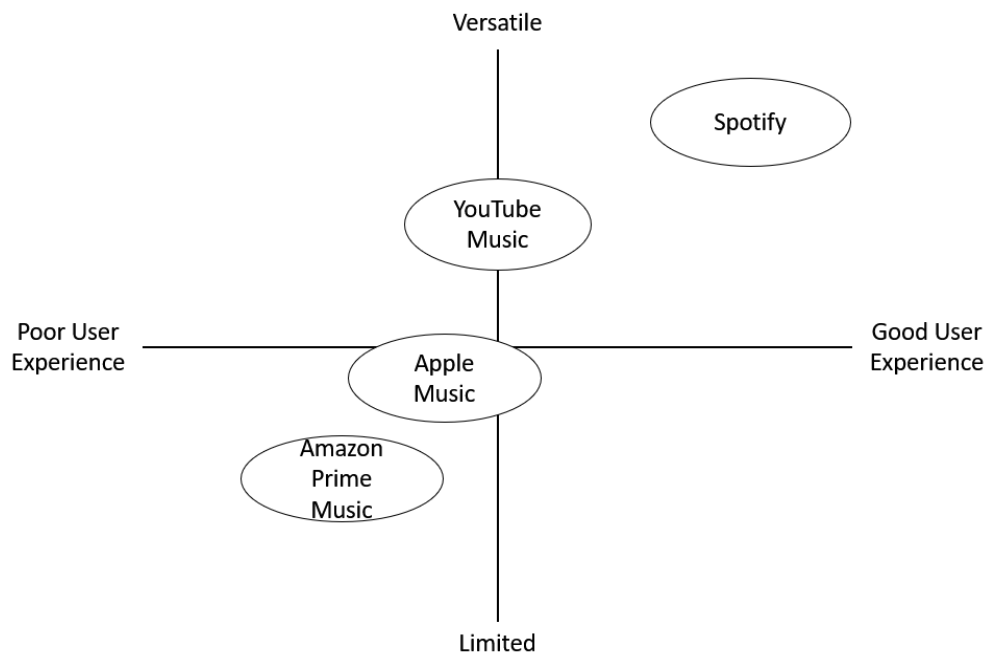 Versatile
Spotify
YouTube
Music
Poor User
Experience
Good User
Experience
Apple
Music
Amazon
Prime
Music
Limited